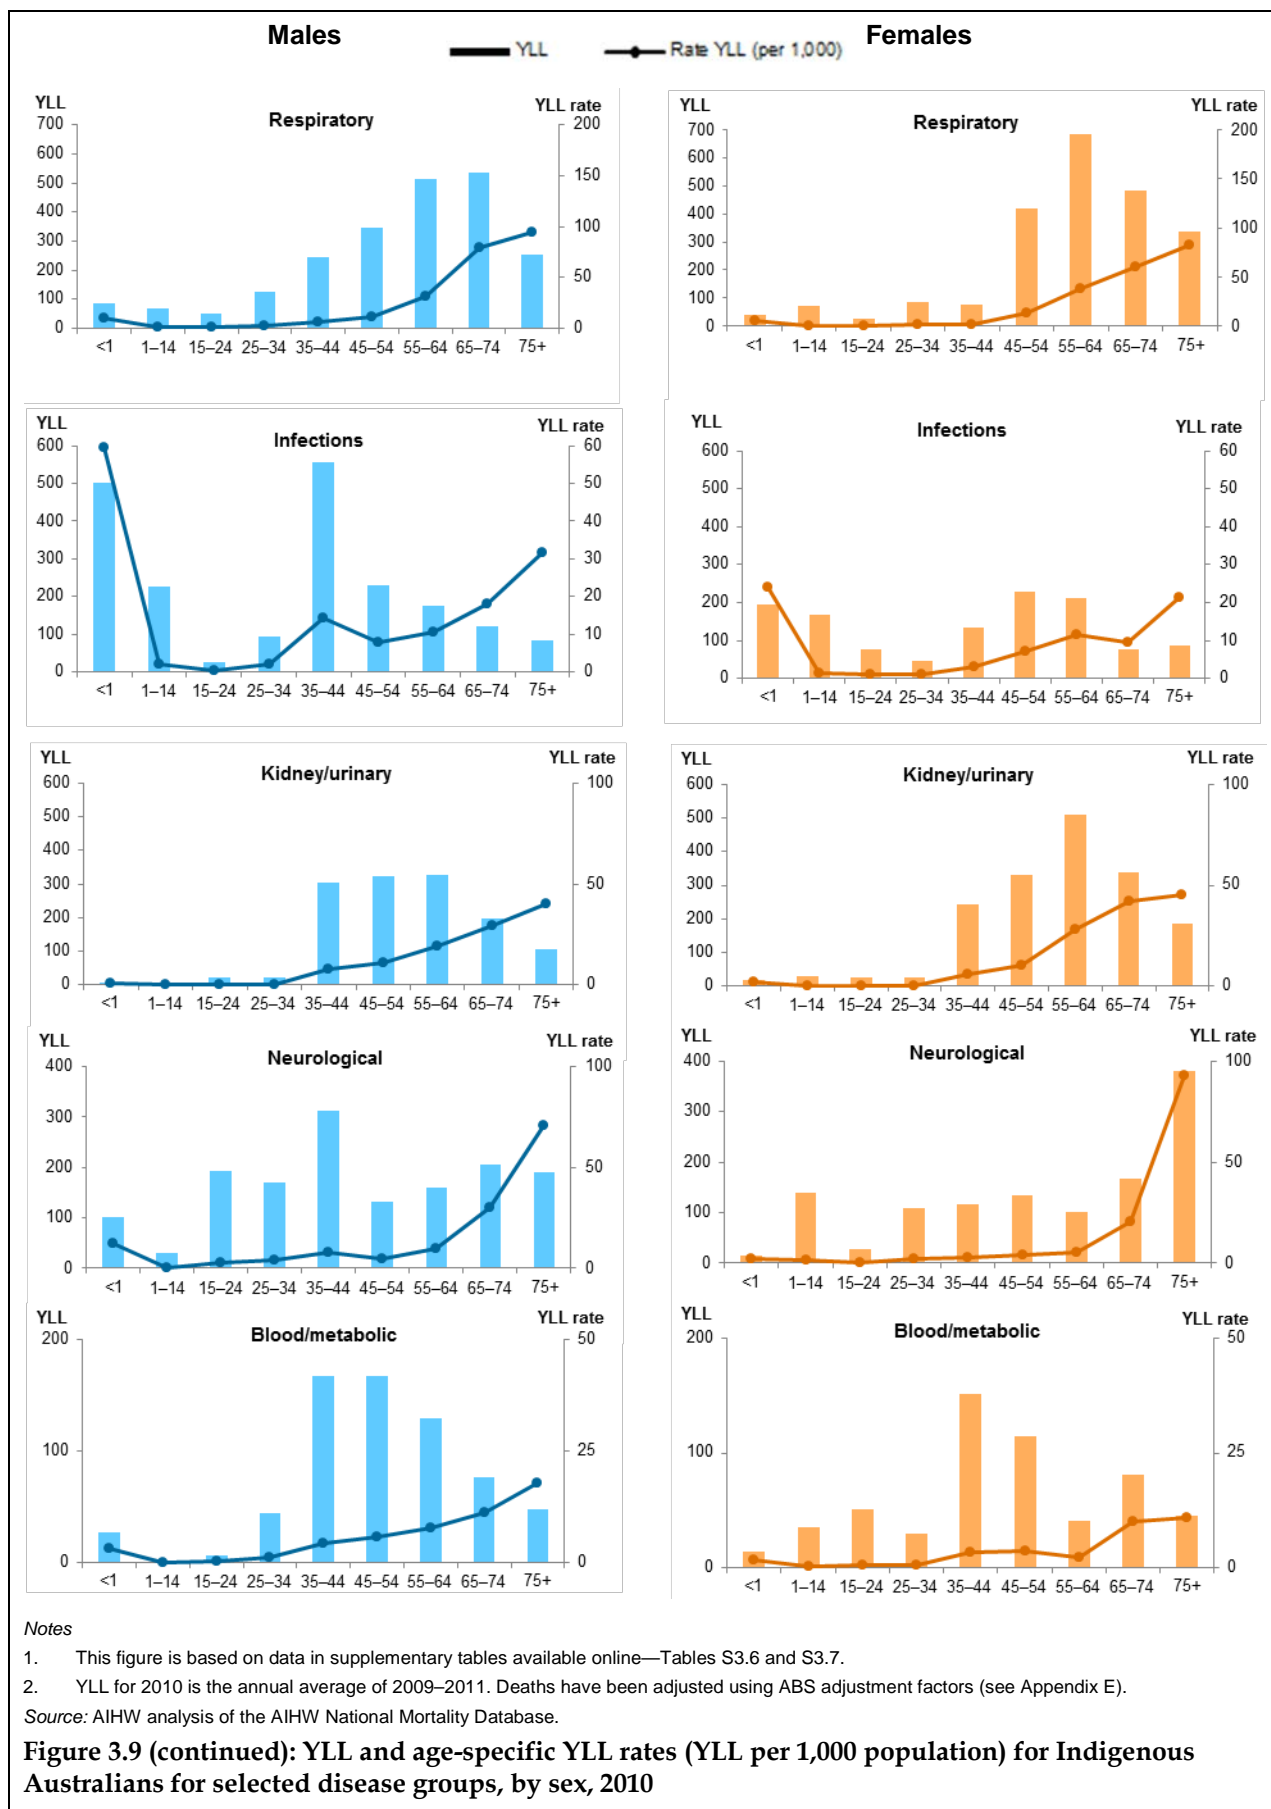 Males
Females
YLL
Rate YLL (per 1,000)
YLL
YLL rate
Respiratory
700
600
500
400
300
200
100
0
200
150
100
50
0
<1 1–14 15–24 25–34 35–44 45–54 55–64 65–74 75+
YLL
YLL rate
Respiratory
700
600
500
400
300
200
100
0
200
150
100
50
0
<1 1–14 15–24 25–34 35–44 45–54 55–64 65–74 75+
YLL
YLL rate
Infections
600
500
400
300
200
100
0
60
50
40
30
20
10
0
<1 1–14 15–24 25–34 35–44 45–54 55–64 65–74 75+
YLL
YLL rate
Infections
600
500
400
300
200
100
0
60
50
40
30
20
10
0
<1 1–14 15–24 25–34 35–44 45–54 55–64 65–74 75+
YLL
YLL rate
Kidney/urinary
600
500
400
300
200
100
0
100
50
0
<1 1–14 15–24 25–34 35–44 45–54 55–64 65–74 75+
YLL
YLL rate
Kidney/urinary
600
500
400
300
200
100
0
100
50
0
<1 1–14 15–24 25–34 35–44 45–54 55–64 65–74 75+
YLL
YLL rate
Neurological
400
300
200
100
0
100
50
0
<1 1–14 15–24 25–34 35–44 45–54 55–64 65–74 75+
YLL
YLL rate
Neurological
400
300
200
100
0
100
50
0
<1 1–14 15–24 25–34 35–44 45–54 55–64 65–74 75+
YLL
YLL rate
Blood/metabolic
200
100
0
50
25
0
<1 1–14 15–24 25–34 35–44 45–54 55–64 65–74 75+
YLL
YLL rate
Blood/metabolic
200
100
0
50
25
0
<1 1–14 15–24 25–34 35–44 45–54 55–64 65–74 75+
Notes
1. This figure is based on data in supplementary tables available online—Tables S3.6 and S3.7.
2. YLL for 2010 is the annual average of 2009–2011. Deaths have been adjusted using ABS adjustment factors (see Appendix E).
Source: AIHW analysis of the AIHW National Mortality Database.
Figure 3.9 (continued): YLL and age-specific YLL rates (YLL per 1,000 population) for Indigenous
Australians for selected disease groups, by sex, 2010